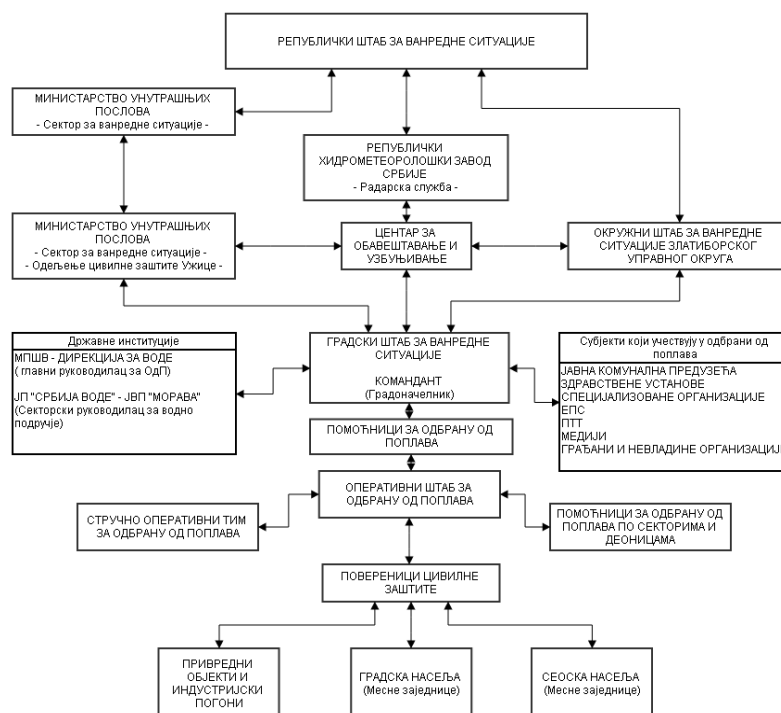 РЕПУБЛИЧКИ ШТАБ ЗА ВАНРЕДНЕ СИТУАЦИЈЕ
МИНИСТАРСТВО УНУТРАШЊИХ
ПОСЛОВА
- Сектор за ванредне ситуације -
РЕПУБЛИЧКИ
ХИДРОМЕТЕОРОЛОШКИ ЗАВОД
СРБИЈЕ
- Радарска служба -
МИНИСТАРСТВО УНУТРАШЊИХ
ПОСЛОВА
- Сектор за ванредне ситуације -
- Одељење цивилне заштите Ужице -
ЦЕНТАР ЗА
ОБАВЕШТАВАЊЕ И
УЗБУЊИВАЊЕ
ОКРУЖНИ ШТАБ ЗА ВАНРЕДНЕ
СИТУАЦИЈЕ ЗЛАТИБОРСКОГ
УПРАВНОГ ОКРУГА
Државне институције
МПШВ - ДИРЕКЦИЈА ЗА ВОДЕ
( главни руководилац за ОдП)
ЈП "СРБИЈА ВОДЕ" - ЈВП "МОРАВА"
(Секторски руководилац за водно
подручје)
ГРАДСКИ ШТАБ ЗА ВАНРЕДНЕ
СИТУАЦИЈЕ
КОМАНДАНТ
(Градоначелник)
Субјекти који учествују у одбрани од
поплава
ЈАВНА КОМУНАЛНА ПРЕДУЗЕЋА
ЗДРАВСТВЕНЕ УСТАНОВЕ
СПЕЦИЈАЛИЗОВАНЕ ОРГАНИЗАЦИЈЕ
ЕПС
ПТТ
МЕДИЈИ
ГРАЂАНИ И НЕВЛАДИНЕ ОРГАНИЗАЦИЈЕ
ПОМОЋНИЦИ ЗА ОДБРАНУ ОД
ПОПЛАВА
ОПЕРАТИВНИ ШТАБ ЗА
ОДБРАНУ ОД ПОПЛАВА
СТРУЧНО ОПЕРАТИВНИ ТИМ
ЗА ОДБРАНУ ОД ПОПЛАВА
ПОМОЋНИЦИ ЗА ОДБРАНУ ОД
ПОПЛАВА ПО СЕКТОРИМА И
ДЕОНИЦАМА
ПОВЕРЕНИЦИ ЦИВИЛНЕ
ЗАШТИТЕ
ПРИВРЕДНИ
ОБЈЕКТИ И
ИНДУСТРИЈСКИ
ПОГОНИ
ГРАДСКА НАСЕЉА
(Месне заједнице)
СЕОСКА НАСЕЉА
(Месне заједнице)